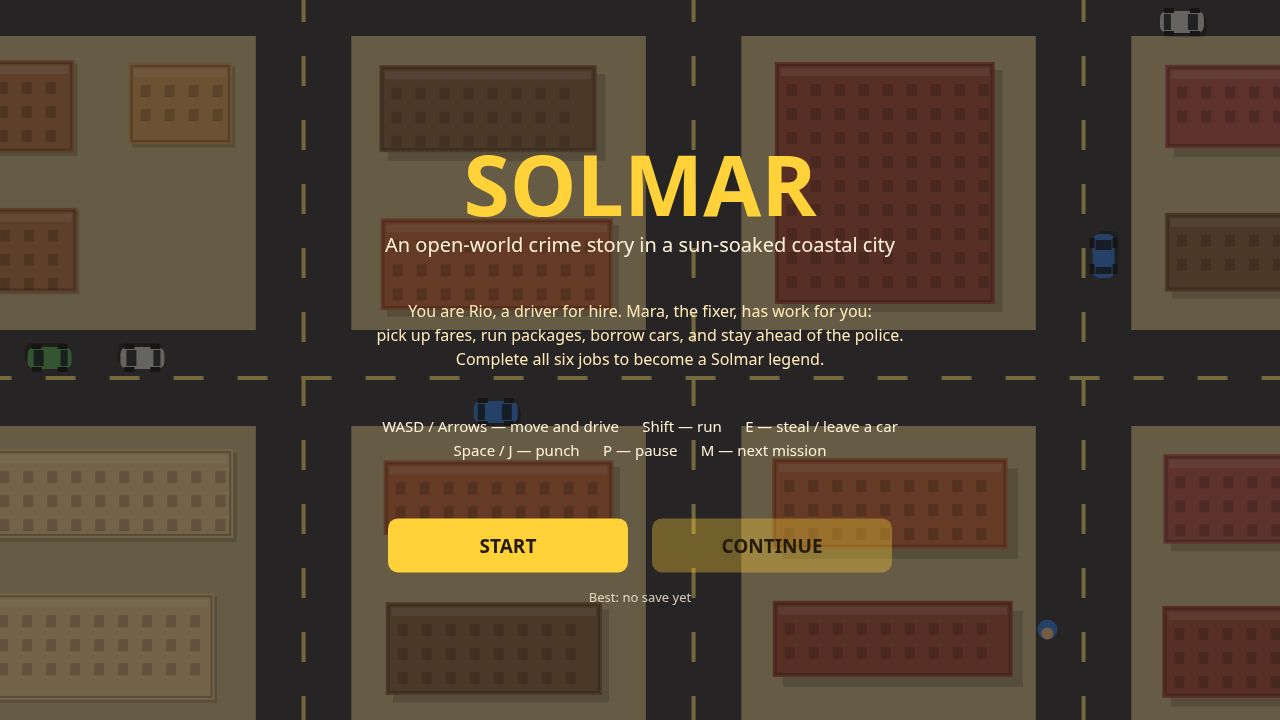 SOLMAR
An open-world crime story in a sun-soaked coastal city
You are Rio, a driver for hire. Mara, the fixer, has work for you:
pick up fares, run packages, borrow cars, and stay ahead of the police.
Complete all six jobs to become a Solmar legend.
WASD / Arrows — move and drive Shift — run E — steal / leave a car
Space / J — punch P — pause M — next mission
START CONTINUE
Best: no save yet